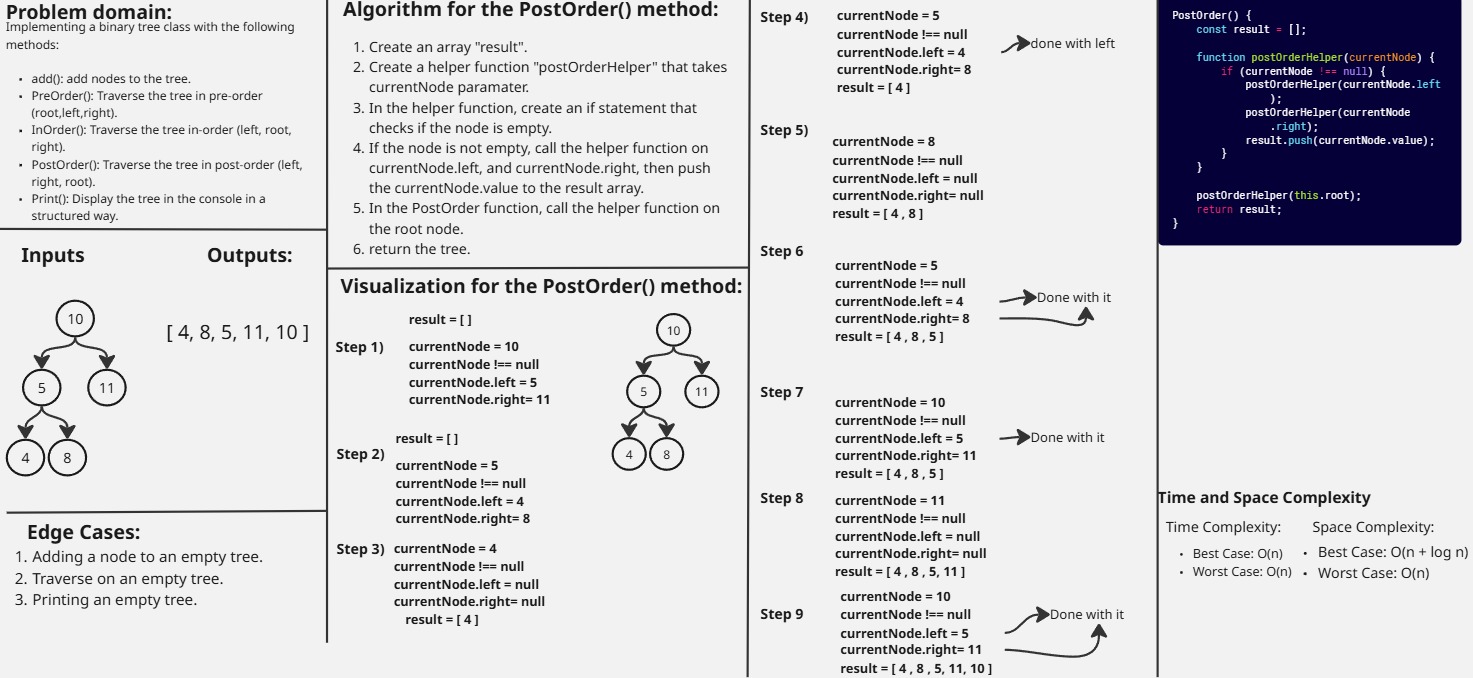 Problem domain:
Implementing a binary tree class with the following
methods:
• add(): add nodes to the tree.
• PreOrder(): Traverse the tree in pre-order
(root,left,right).
• InOrder(): Traverse the tree in-order (left, root,
right).
• PostOrder(): Traverse the tree in post-order (left,
right, root).
• Print(): Display the tree in the console in a
structured way.
Inputs
Outputs:
10
5
11
4
8
[ 4, 8, 5, 11, 10 ]
Edge Cases:
1. Adding a node to an empty tree.
2. Traverse on an empty tree.
3. Printing an empty tree.
Algorithm for the PostOrder() method:
1. Create an array "result".
2. Create a helper function "postOrderHelper" that takes
currentNode paramater.
3. In the helper function, create an if statement that
checks if the node is empty.
4. If the node is not empty, call the helper function on
currentNode.left, and currentNode.right, then push
the currentNode.value to the result array.
5. In the PostOrder function, call the helper function on
the root node.
6. return the tree.
Visualization for the PostOrder() method:
result = [ ]
Step 1)
currentNode = 10
currentNode !== null
currentNode.left = 5
currentNode.right= 11
10
5
11
4
8
result = [ ]
Step 2)
currentNode = 5
currentNode !== null
currentNode.left = 4
currentNode.right= 8
Step 3)
currentNode = 4
currentNode !== null
currentNode.left = null
currentNode.right= null
result = [ 4 ]
Step 4)
currentNode = 5
currentNode !== null
currentNode.left = 4
currentNode.right= 8
result = [ 4 ]
done with left
Step 5)
currentNode = 8
currentNode !== null
currentNode.left = null
currentNode.right= null
result = [ 4 , 8 ]
Step 6
currentNode = 5
currentNode !== null
currentNode.left = 4
currentNode.right= 8
result = [ 4 , 8 , 5 ]
Done with it
Step 7
currentNode = 10
currentNode !== null
currentNode.left = 5
currentNode.right= 11
result = [ 4 , 8 , 5 ]
Done with it
Step 8
currentNode = 11
currentNode !== null
currentNode.left = null
currentNode.right= null
result = [ 4 , 8 , 5, 11 ]
Step 9
currentNode = 10
currentNode !== null
currentNode.left = 5
currentNode.right= 11
result = [ 4 , 8 , 5, 11, 10 ]
Done with it
PostOrder() {
const result = [];
function postOrderHelper(currentNode) {
if (currentNode !== null) {
postOrderHelper(currentNode.left
);
postOrderHelper(currentNode
.right);
result.push(currentNode.value);
}
}
postOrderHelper(this.root);
return result;
}
Time and Space Complexity
Time Complexity:
• Best Case: O(n)
• Worst Case: O(n)
Space Complexity:
• Best Case: O(n + log n)
• Worst Case: O(n)